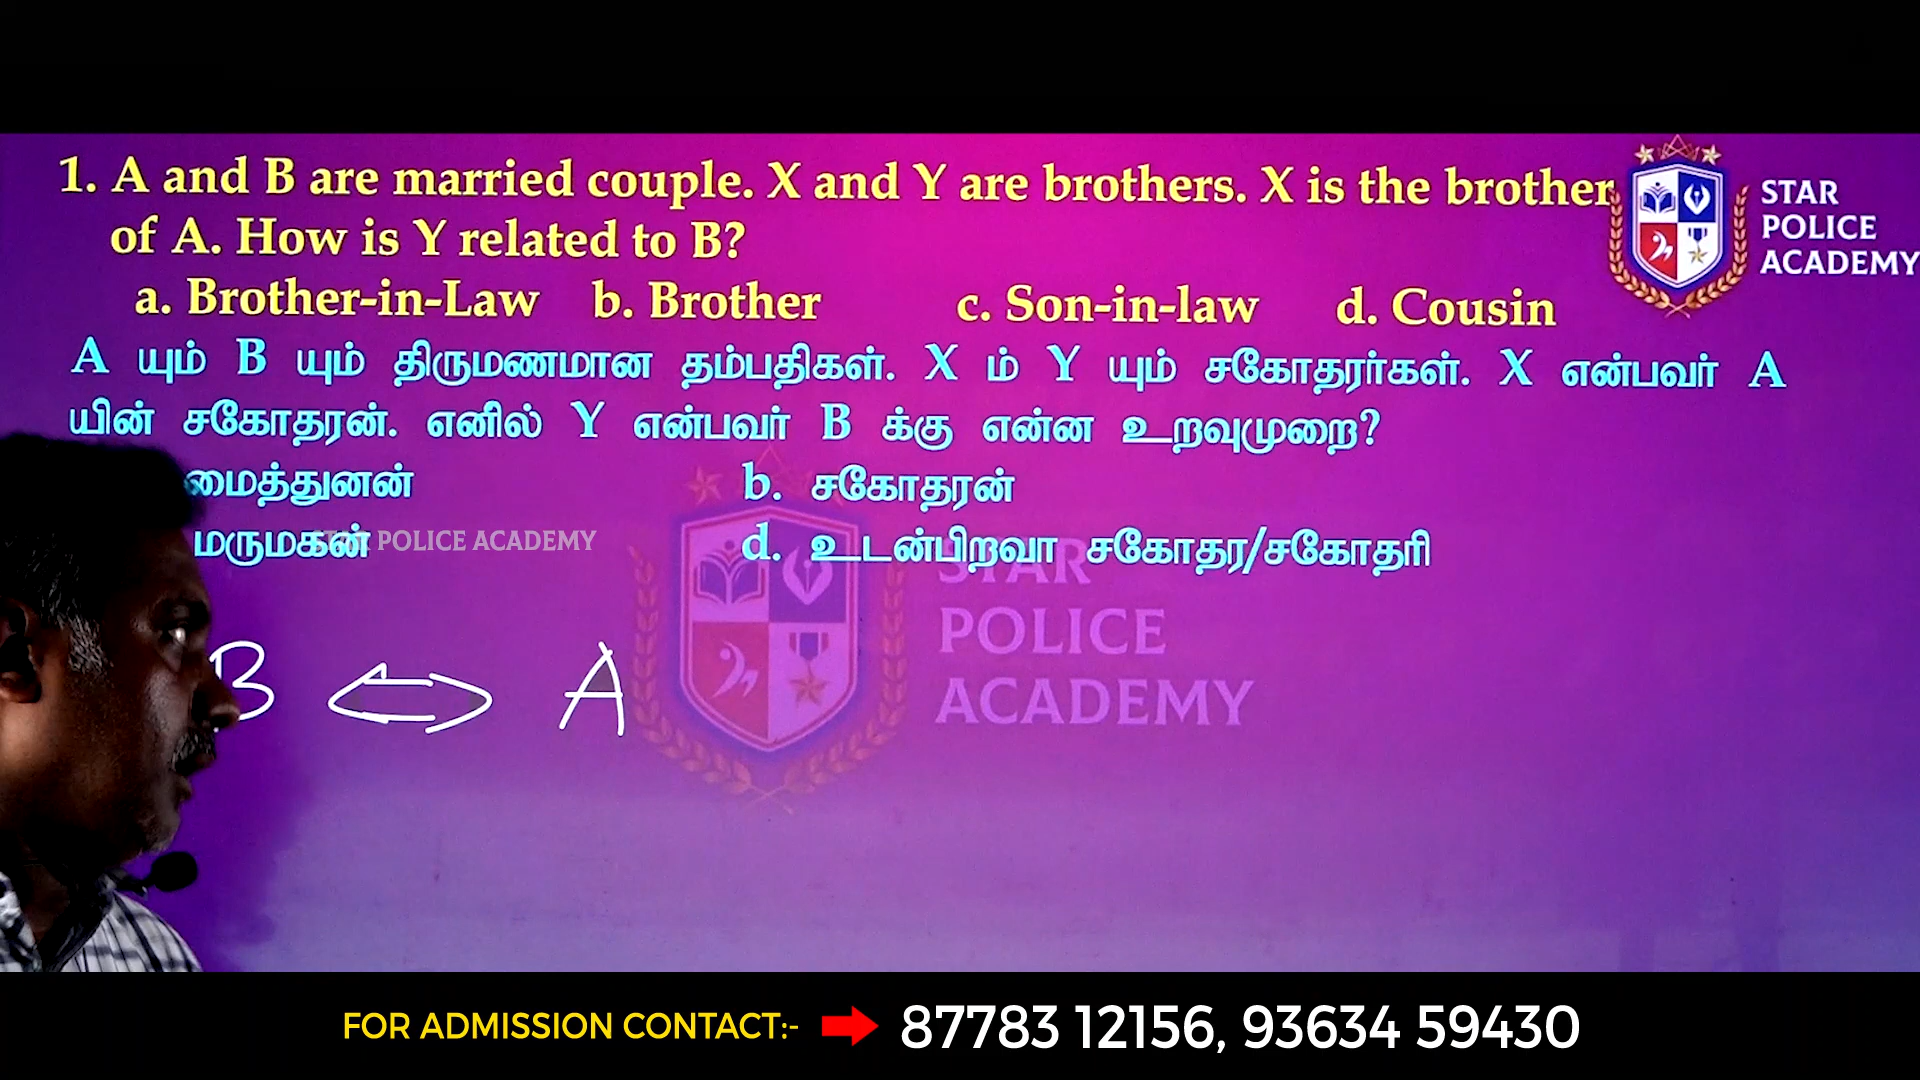 1. A and B are married couple. X and Y are brothers. X is the brother
of A. How is Y related to B?
a. Brother-in-Law b. Brother c. Son-in-law d. Cousin
A யும் B யும் திருமணமான தம்பதிகள். X ம் Y யும் சகோதரர்கள். X என்பவர் A
யின் சகோதரன். எனில் Y என்பவர் B க்கு என்ன உறவுமுறை?
மைத்துனன் b. சகோதரன்
மருமகன் d. உடன்பிறவா சகோதர/சகோதரி
STAR POLICE ACADEMY
B A
STAR
POLICE
ACADEMY
STAR
POLICE
ACADEMY
FOR ADMISSION CONTACT:- 87783 12156, 93634 59430